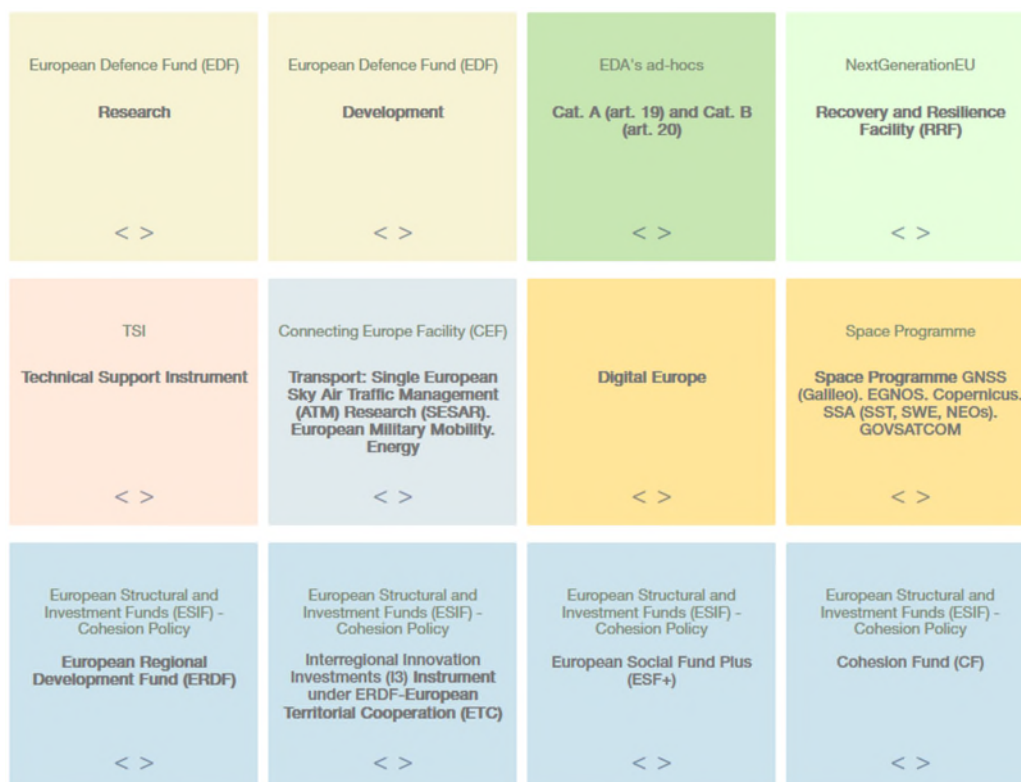 European Defence Fund (EDF)
Research
< >
European Defence Fund (EDF)
Development
< >
EDA's ad-hocs
Cat. A (art. 19) and Cat. B
(art. 20)
< >
NextGenerationEU
Recovery and Resilience
Facility (RRF)
< >
TSI
Technical Support Instrument
< >
Connecting Europe Facility (CEF)
Transport: Single European
Sky Air Traffic Management
(ATM) Research (SESAR).
European Military Mobility.
Energy
< >
Digital Europe
< >
Space Programme
Space Programme GNSS
(Galileo). EGNOS. Copernicus.
SSA (SST, SWE, NEOs).
GOVSATCOM
< >
European Structural and
Investment Funds (ESIF) -
Cohesion Policy
European Regional
Development Fund (ERDF)
< >
European Structural and
Investment Funds (ESIF) -
Cohesion Policy
Interregional Innovation
Investments (I3) Instrument
under ERDF-European
Territorial Cooperation (ETC)
< >
European Structural and
Investment Funds (ESIF) -
Cohesion Policy
European Social Fund Plus
(ESF+)
< >
European Structural and
Investment Funds (ESIF) -
Cohesion Policy
Cohesion Fund (CF)
< >